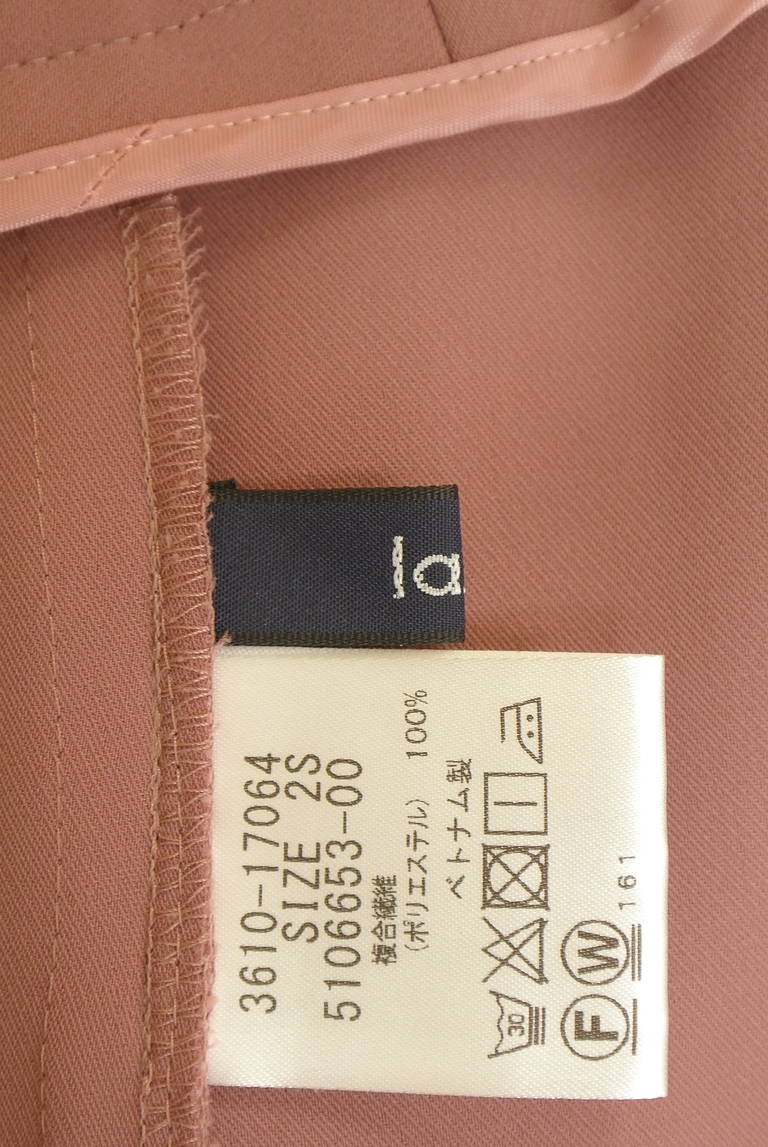 3610-17064
SIZE 2S
5106653-00
複合繊維
(ポリエステル) 100%
ベトナム製
30
F W 161